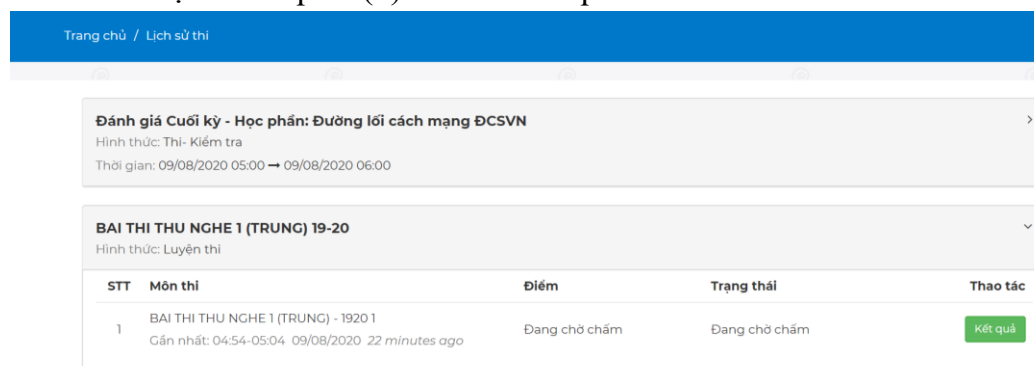 Trang chủ / Lịch sử thi
Đánh giá Cuối kỳ - Học phần: Đường lối cách mạng ĐCSVN
Hình thức: Thi- Kiểm tra
Thời gian: 09/08/2020 05:00 → 09/08/2020 06:00
BAI THI THU NGHE 1 (TRUNG) 19-20
Hình thức: Luyện thi
STT Môn thi Điểm Trạng thái Thao tác
1 BAI THI THU NGHE 1 (TRUNG) - 1920 1 Đang chờ chấm Đang chờ chấm Kết quả
Gần nhất: 04:54-05:04 09/08/2020 22 minutes ago